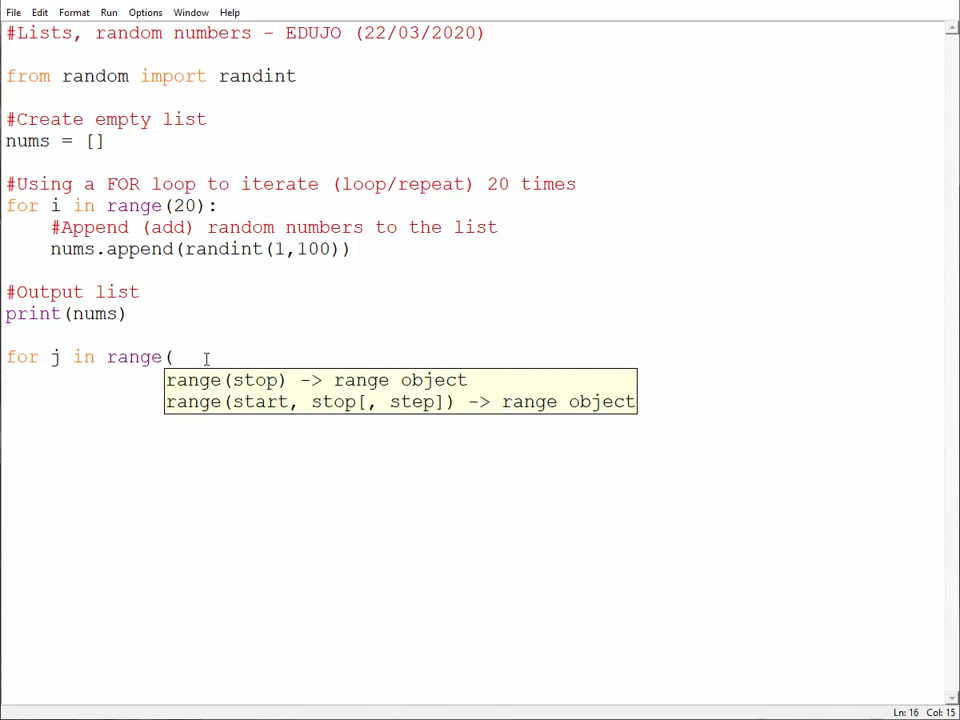 File Edit Format Run Options Window Help
#Lists, random numbers - EDUJO (22/03/2020)
from random import randint
#Create empty list
nums = []
#Using a FOR loop to iterate (loop/repeat) 20 times
for i in range(20):
    #Append (add) random numbers to the list
    nums.append(randint(1,100))
#Output list
print(nums)
for j in range(
range(stop) -> range object
range(start, stop[, step]) -> range object
Ln: 16 Col: 15